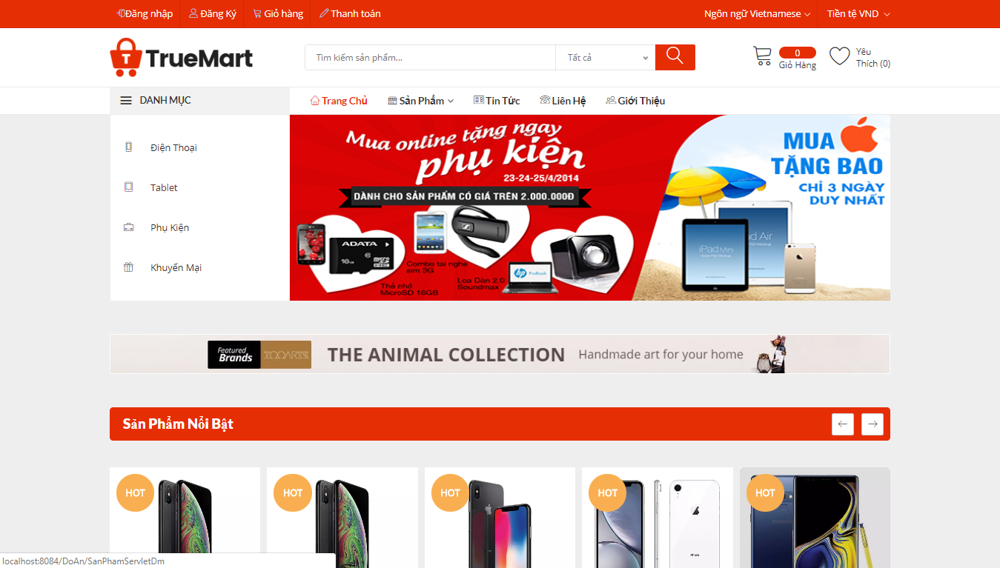 Đăng nhập
Đăng Ký
Giỏ hàng
Thanh toán
Ngôn ngữ Vietnamese
Tiền tệ VND
T
TrueMart
Tìm kiếm sản phẩm...
Tất cả
0
Giỏ Hàng
Yêu
Thích (0)
DANH MỤC
Trang Chủ
Sản Phẩm
Tin Tức
Liên Hệ
Giới Thiệu
Điện Thoại
Tablet
Phụ Kiện
Khuyến Mại
Mua online tặng ngay
phụ kiện
23-24-25/4/2014
DÀNH CHO SẢN PHẨM CÓ GIÁ TRÊN 2.000.000Đ
ADATA
16GB
micro
Combo tai nghe
sim 3G
Thẻ nhớ
MicroSD 16GB
Loa Dàn 2.0
Soundmax
hp ProBook
MUA
TẶNG BAO
CHỈ 3 NGÀY
DUY NHẤT
iPad Mini
Pad Air
iPhone
Featured
Brands
THE ANIMAL COLLECTION
Handmade art for your home
Sản Phẩm Nổi Bật
HOT
HOT
HOT
HOT
HOT
iPhone
SAMSUNG
localhost:8084/DoAn/SanPhamServletDm